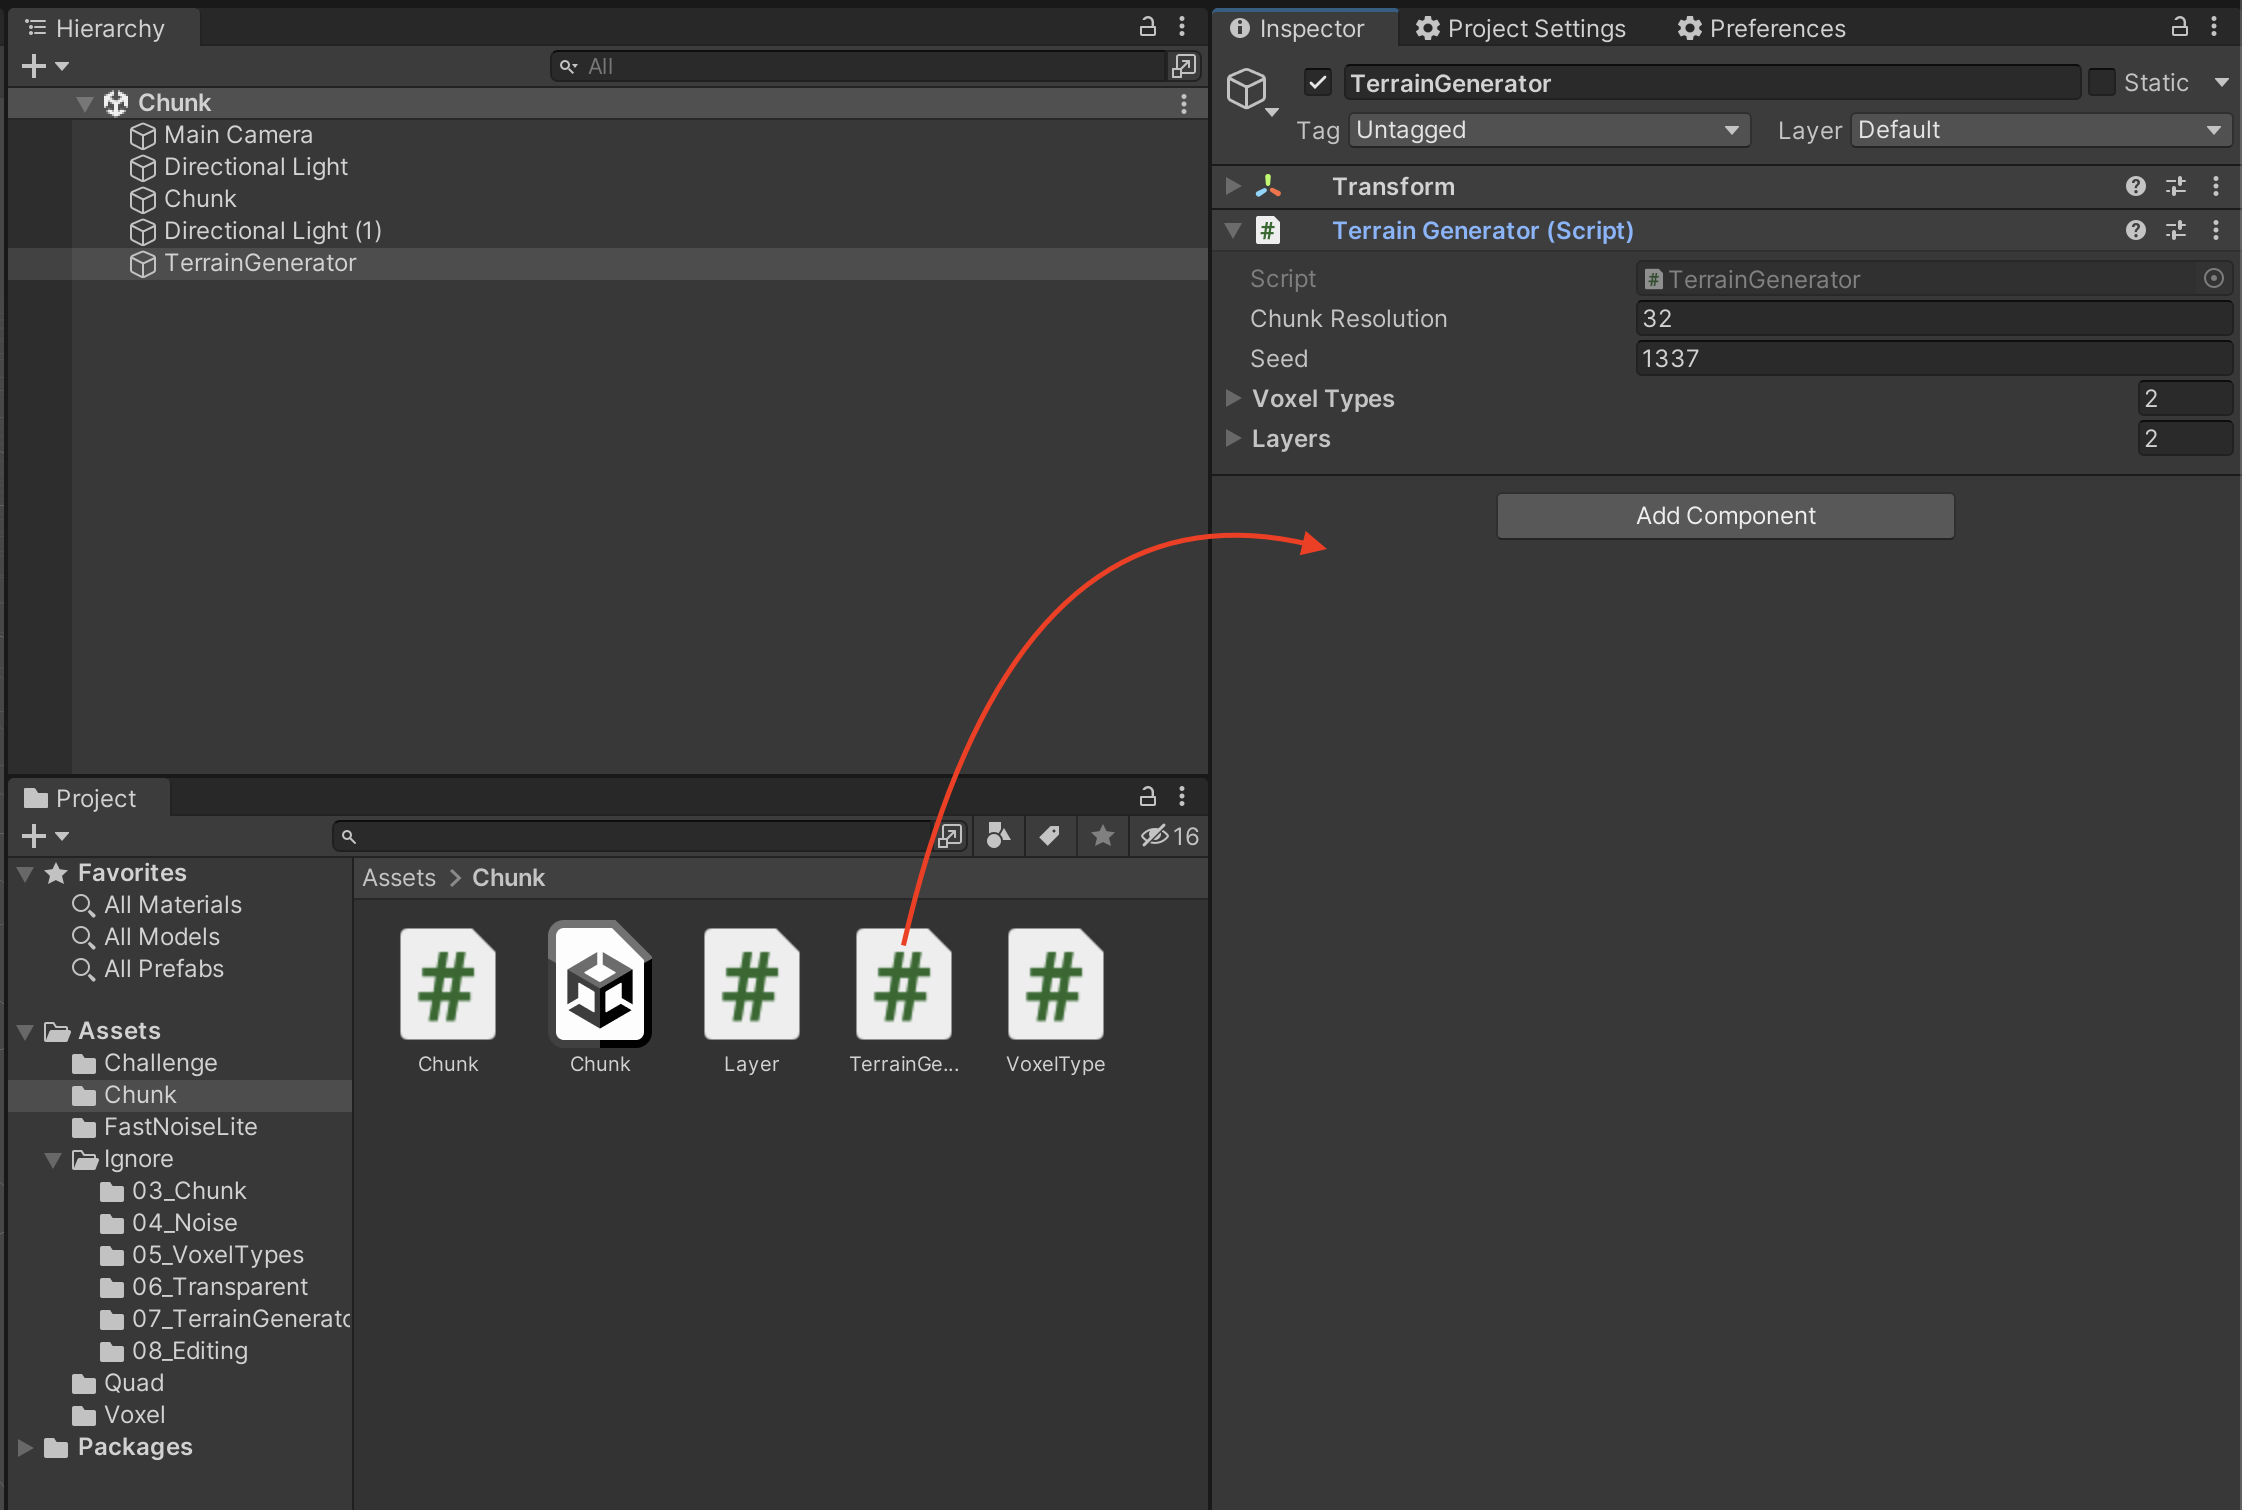 Hierarchy
All
Chunk
Main Camera
Directional Light
Chunk
Directional Light (1)
TerrainGenerator
Project
16
Favorites
All Materials
All Models
All Prefabs
Assets
Challenge
Chunk
FastNoiseLite
Ignore
03_Chunk
04_Noise
05_VoxelTypes
06_Transparent
07_TerrainGenerato
08_Editing
Quad
Voxel
Packages
Assets > Chunk
Chunk
Chunk
Layer
TerrainGe...
VoxelType
Inspector
Project Settings
Preferences
TerrainGenerator
Static
Tag Untagged
Layer Default
Transform
# Terrain Generator (Script)
Script # TerrainGenerator
Chunk Resolution 32
Seed 1337
Voxel Types 2
Layers 2
Add Component